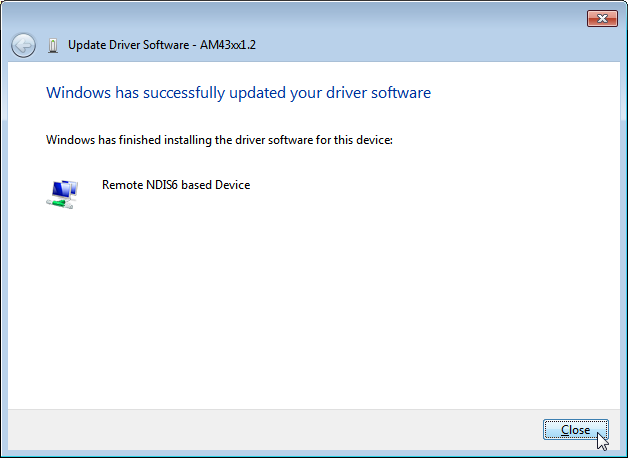 Update Driver Software - AM43xx1.2
Windows has successfully updated your driver software
Windows has finished installing the driver software for this device:
Remote NDIS6 based Device
Close